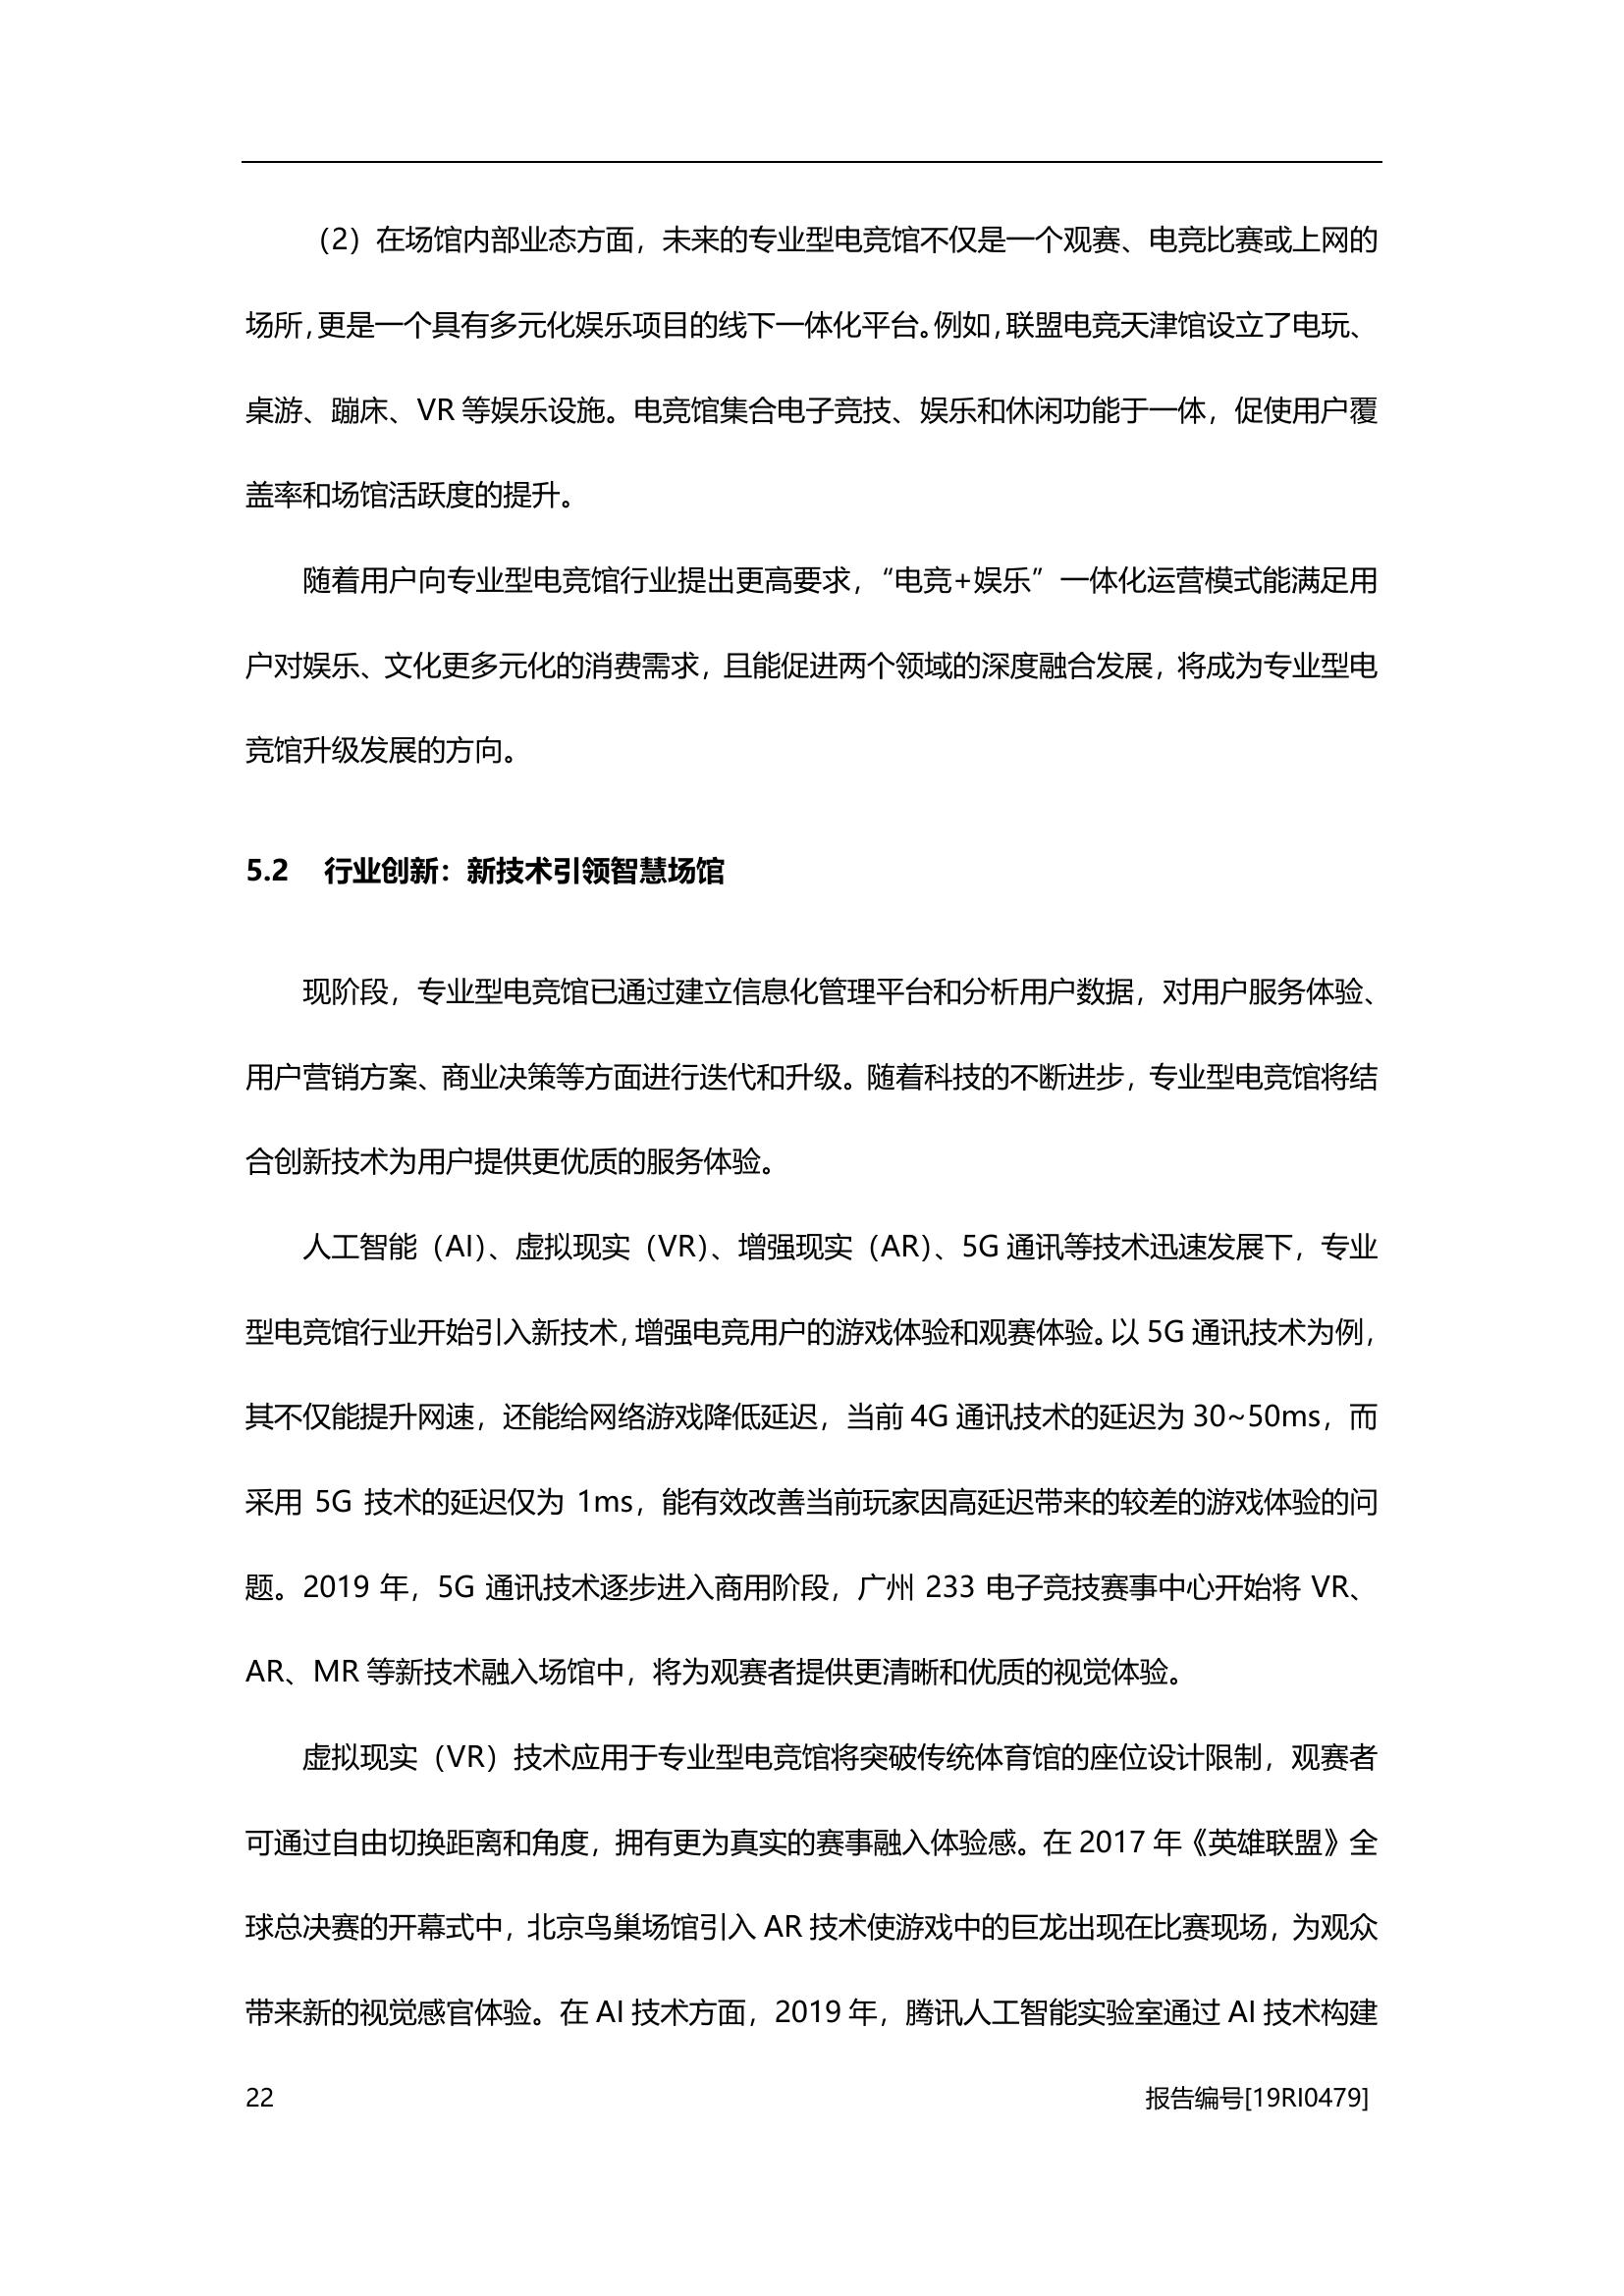 （2）在场馆内部业态方面，未来的专业型电竞馆不仅是一个观赛、电竞比赛或上网的
场所，更是一个具有多元化娱乐项目的线下一体化平台。例如，联盟电竞天津馆设立了电玩、
桌游、蹦床、VR 等娱乐设施。电竞馆集合电子竞技、娱乐和休闲功能于一体，促使用户覆
盖率和场馆活跃度的提升。
随着用户向专业型电竞馆行业提出更高要求，“电竞+娱乐”一体化运营模式能满足用
户对娱乐、文化更多元化的消费需求，且能促进两个领域的深度融合发展，将成为专业型电
竞馆升级发展的方向。
5.2 行业创新：新技术引领智慧场馆
现阶段，专业型电竞馆已通过建立信息化管理平台和分析用户数据，对用户服务体验、
用户营销方案、商业决策等方面进行迭代和升级。随着科技的不断进步，专业型电竞馆将结
合创新技术为用户提供更优质的服务体验。
人工智能（AI）、虚拟现实（VR）、增强现实（AR）、5G 通讯等技术迅速发展下，专业
型电竞馆行业开始引入新技术，增强电竞用户的游戏体验和观赛体验。以 5G 通讯技术为例，
其不仅能提升网速，还能给网络游戏降低延迟，当前 4G 通讯技术的延迟为 30~50ms，而
采用 5G 技术的延迟仅为 1ms，能有效改善当前玩家因高延迟带来的较差的游戏体验的问
题。2019 年，5G 通讯技术逐步进入商用阶段，广州 233 电子竞技赛事中心开始将 VR、
AR、MR 等新技术融入场馆中，将为观赛者提供更清晰和优质的视觉体验。
虚拟现实（VR）技术应用于专业型电竞馆将突破传统体育馆的座位设计限制，观赛者
可通过自由切换距离和角度，拥有更为真实的赛事融入体验感。在 2017 年《英雄联盟》全
球总决赛的开幕式中，北京鸟巢场馆引入 AR 技术使游戏中的巨龙出现在比赛现场，为观众
带来新的视觉感官体验。在 AI 技术方面，2019 年，腾讯人工智能实验室通过 AI 技术构建
22 报告编号[19RI0479]